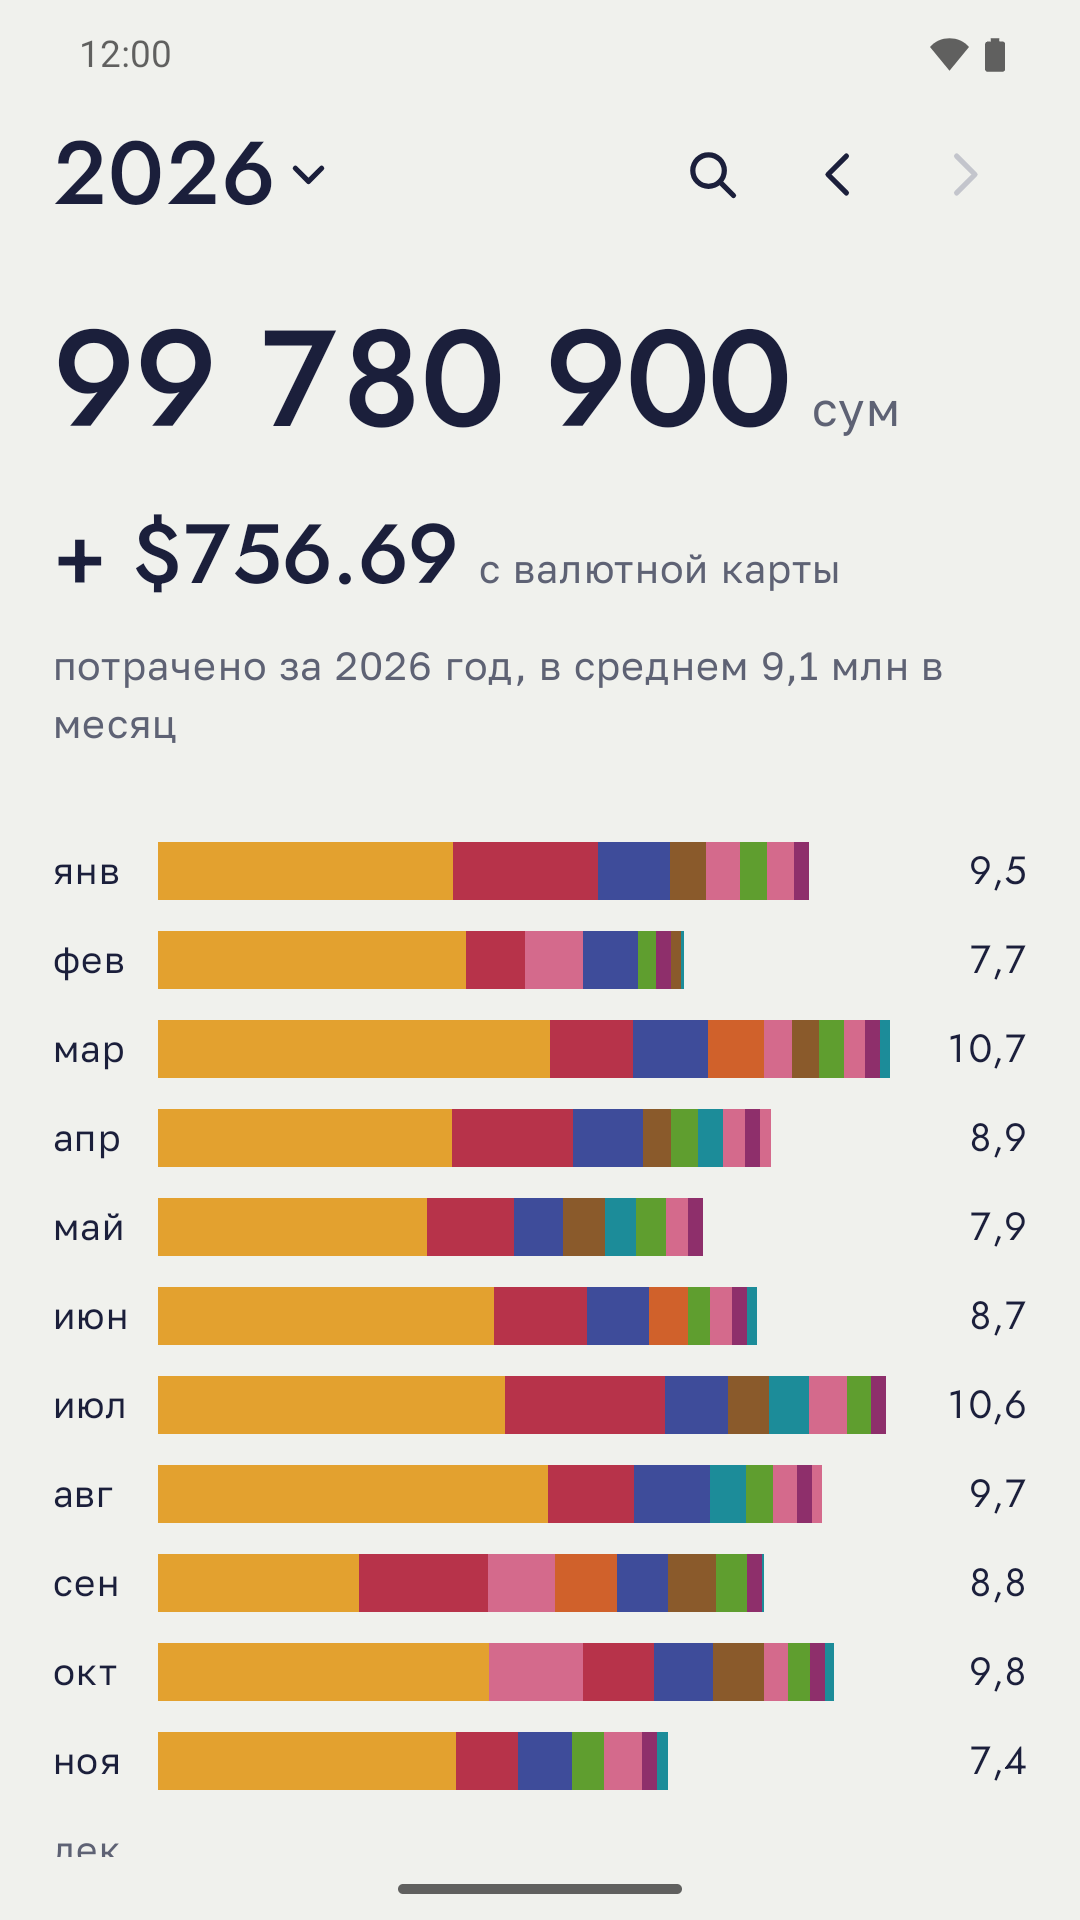 12:00
2026
99 780 900 сум
+ $756.69 с валютной карты
потрачено за 2026 год, в среднем 9,1 млн в
месяц
янв 9,5
фев 7,7
мар 10,7
апр 8,9
май 7,9
июн 8,7
июл 10,6
авг 9,7
сен 8,8
окт 9,8
ноя 7,4
дек